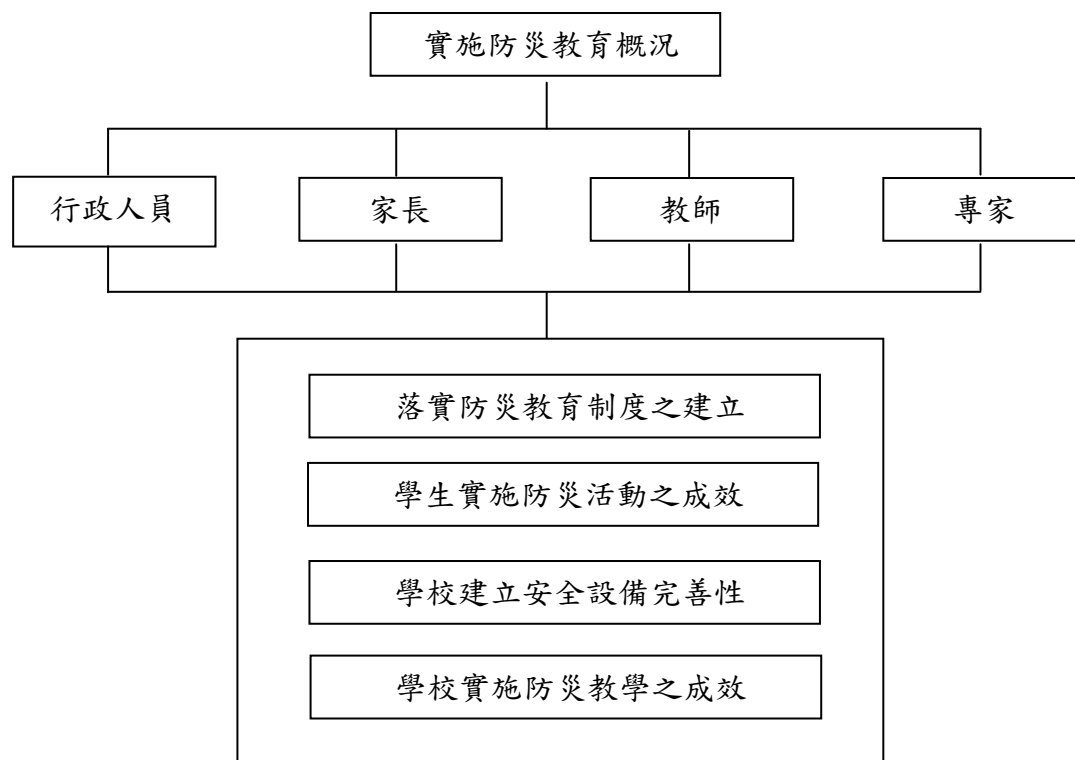 實施防災教育概況
行政人員
家長
教師
專家
落實防災教育制度之建立
學生實施防災活動之成效
學校建立安全設備完善性
學校實施防災教學之成效